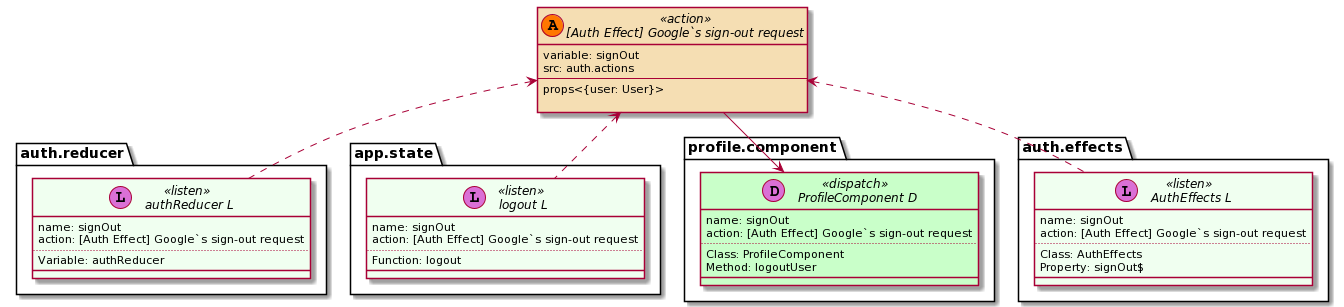 A
«action»
[Auth Effect] Google`s sign-out request
variable: signOut
src: auth.actions
props<{user: User}>
auth.reducer
L
«listen»
authReducer L
name: signOut
action: [Auth Effect] Google`s sign-out request
Variable: authReducer
app.state
L
«listen»
logout L
name: signOut
action: [Auth Effect] Google`s sign-out request
Function: logout
profile.component
D
«dispatch»
ProfileComponent D
name: signOut
action: [Auth Effect] Google`s sign-out request
Class: ProfileComponent
Method: logoutUser
auth.effects
L
«listen»
AuthEffects L
name: signOut
action: [Auth Effect] Google`s sign-out request
Class: AuthEffects
Property: signOut$